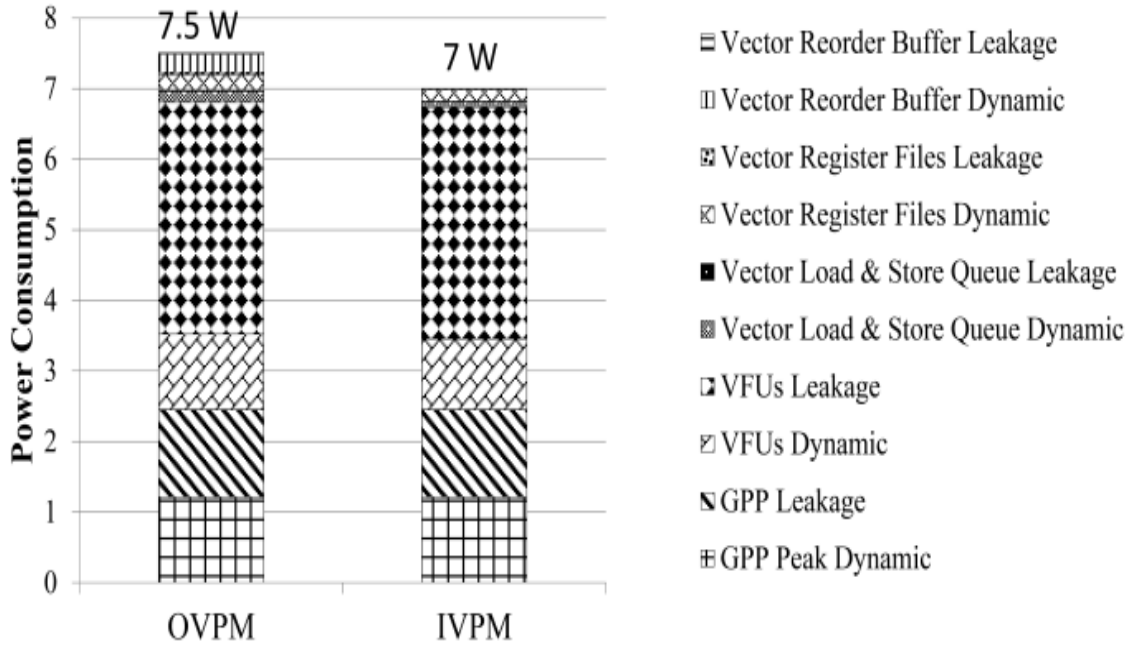 8
7
6
5
4
3
2
1
0
Power Consumption
7.5 W
7 W
OVPM
IVPM
Vector Reorder Buffer Leakage
Vector Reorder Buffer Dynamic
Vector Register Files Leakage
Vector Register Files Dynamic
Vector Load & Store Queue Leakage
Vector Load & Store Queue Dynamic
VFUs Leakage
VFUs Dynamic
GPP Leakage
GPP Peak Dynamic